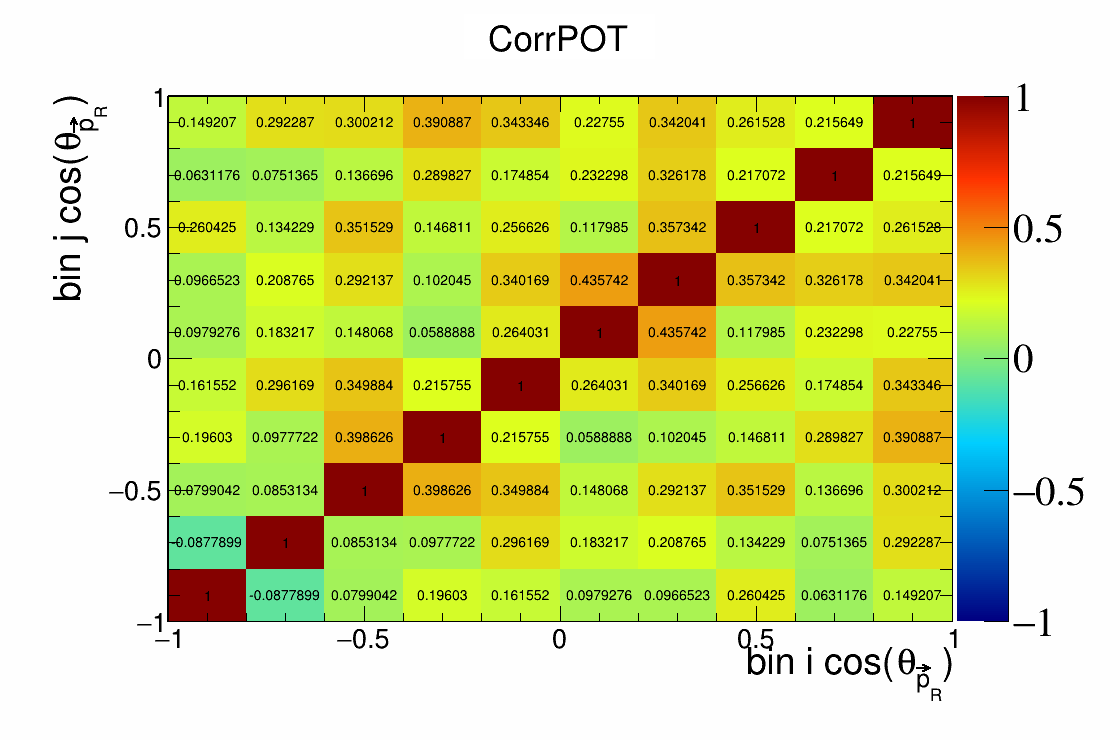 CorrPOT
bin j cos(θ p⃗ R)
1
0.5
0
−0.5
−1
0.149207 0.292287 0.300212 0.390887 0.343346 0.22755 0.342041 0.261528 0.215649 1
0.0631176 0.0751365 0.136696 0.289827 0.174854 0.232298 0.326178 0.217072 1 0.215649
0.260425 0.134229 0.351529 0.146811 0.256626 0.117985 0.357342 1 0.217072 0.261528
0.0966523 0.208765 0.292137 0.102045 0.340169 0.435742 1 0.357342 0.326178 0.342041
0.0979276 0.183217 0.148068 0.0588888 0.264031 1 0.435742 0.117985 0.232298 0.22755
0.161552 0.296169 0.349884 0.215755 1 0.264031 0.340169 0.256626 0.174854 0.343346
0.19603 0.0977722 0.398626 1 0.215755 0.0588888 0.102045 0.146811 0.289827 0.390887
0.0799042 0.0853134 1 0.398626 0.349884 0.148068 0.292137 0.351529 0.136696 0.300212
-0.0877899 1 0.0853134 0.0977722 0.296169 0.183217 0.208765 0.134229 0.0751365 0.292287
1 -0.0877899 0.0799042 0.19603 0.161552 0.0979276 0.0966523 0.260425 0.0631176 0.149207
−1 −0.5 0 0.5 1
bin i cos(θ p⃗ R)
1
0.5
0
−0.5
−1